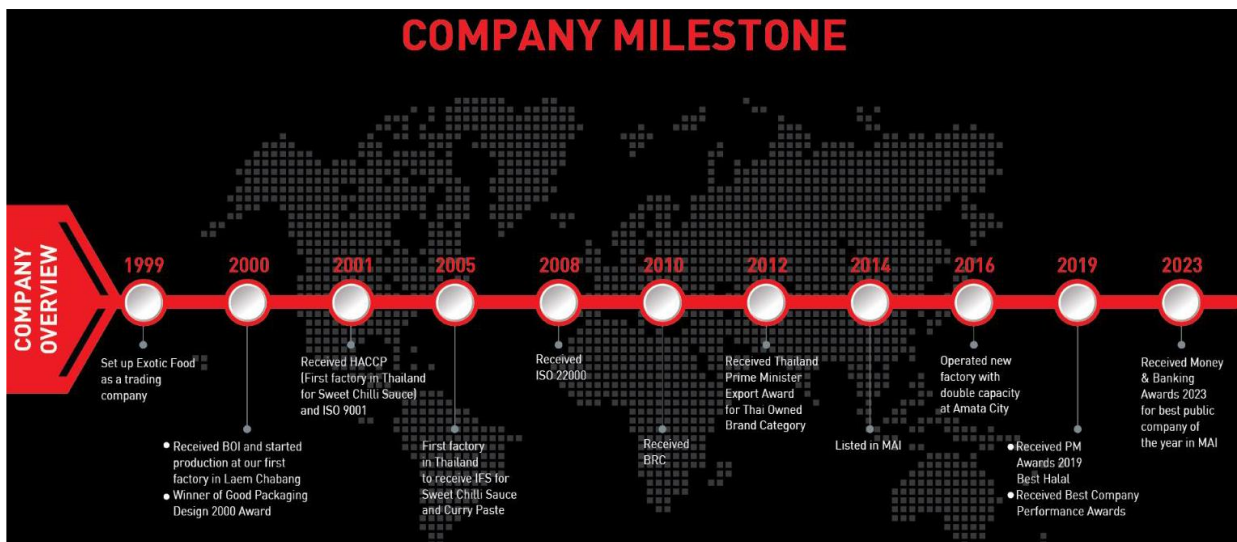 COMPANY MILESTONE
COMPANY
OVERVIEW
1999
Set up Exotic Food
as a trading
company
2000
Received BOI and started
production at our first
factory in Laem Chabang
Winner of Good Packaging
Design 2000 Award
2001
Received HACCP
(First factory in Thailand
for Sweet Chilli Sauce)
and ISO 9001
2005
First factory
in Thailand
to receive IFS for
Sweet Chilli Sauce
and Curry Paste
2008
Received
ISO 22000
2010
Received
BRC
2012
Received Thailand
Prime Minister
Export Award
for Thai Owned
Brand Category
2014
Listed in MAI
2016
Operated new
factory with
double capacity
at Amata City
2019
Received PM
Awards 2019
Best Halal
Received Best Company
Performance Awards
2023
Received Money
& Banking
Awards 2023
for best public
company of
the year in MAI